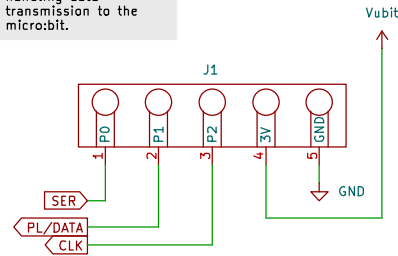 transmission to the
micro:bit.
Vubit
J1
P0
P1
P2
3V
GND
1
2
3
4
5
GND
SER
PL/DATA
CLK